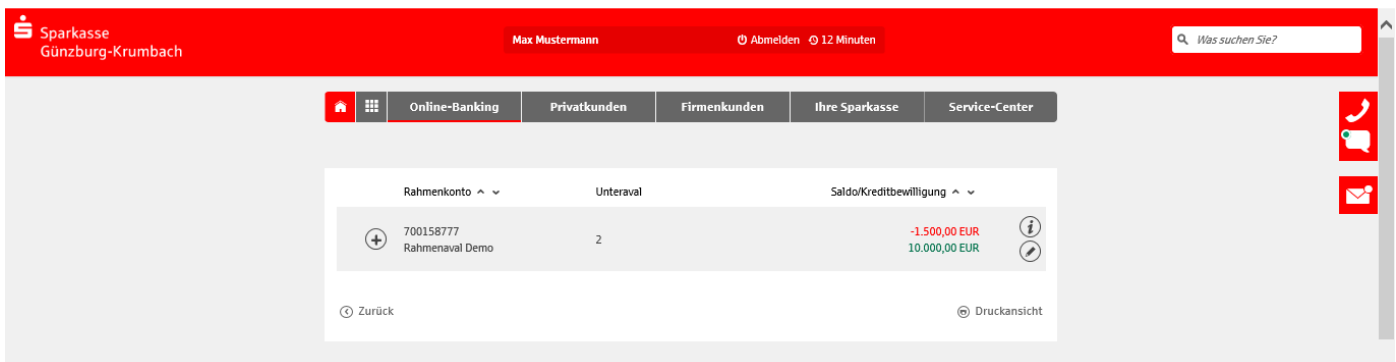 Sparkasse
Günzburg-Krumbach
Max Mustermann Abmelden 12 Minuten
Was suchen Sie?
Online-Banking Privatkunden Firmenkunden Ihre Sparkasse Service-Center
Rahmenkonto Unteraval Saldo/Kreditbewilligung
700158777 -1.500,00 EUR
2
Rahmenaval Demo 10.000,00 EUR
Zurück Druckansicht